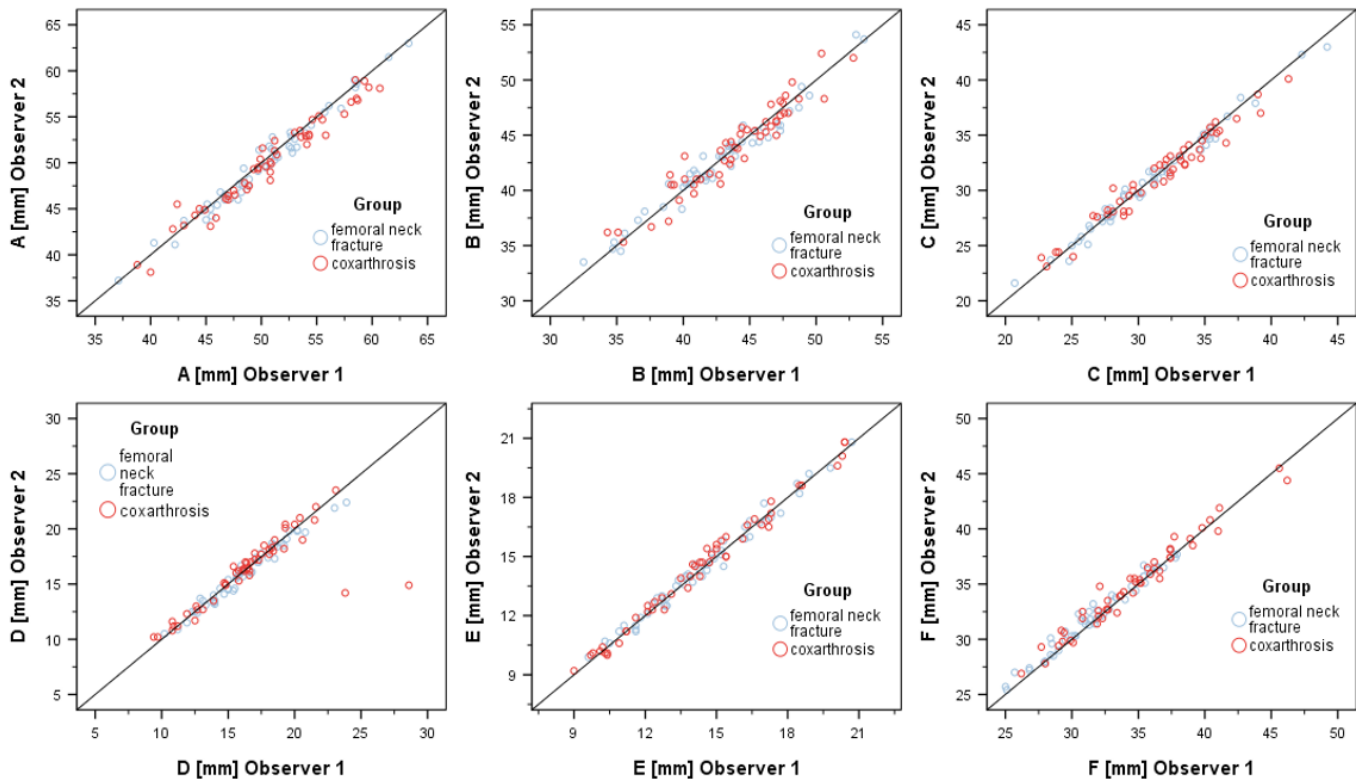 A [mm] Observer 2
65
60
55
50
45
40
35
Group
femoral neck
fracture
coxarthrosis
35 40 45 50 55 60 65
A [mm] Observer 1
B [mm] Observer 2
55
50
45
40
35
30
Group
femoral neck
fracture
coxarthrosis
30 35 40 45 50 55
B [mm] Observer 1
C [mm] Observer 2
45
40
35
30
25
20
Group
femoral neck
fracture
coxarthrosis
20 25 30 35 40 45
C [mm] Observer 1
D [mm] Observer 2
30
25
20
15
10
5
Group
femoral
neck
fracture
coxarthrosis
5 10 15 20 25 30
D [mm] Observer 1
E [mm] Observer 2
21
18
15
12
9
Group
femoral neck
fracture
coxarthrosis
9 11 13 15 17 19 21
E [mm] Observer 1
F [mm] Observer 2
50
45
40
35
30
25
Group
femoral neck
fracture
coxarthrosis
25 30 35 40 45 50
F [mm] Observer 1